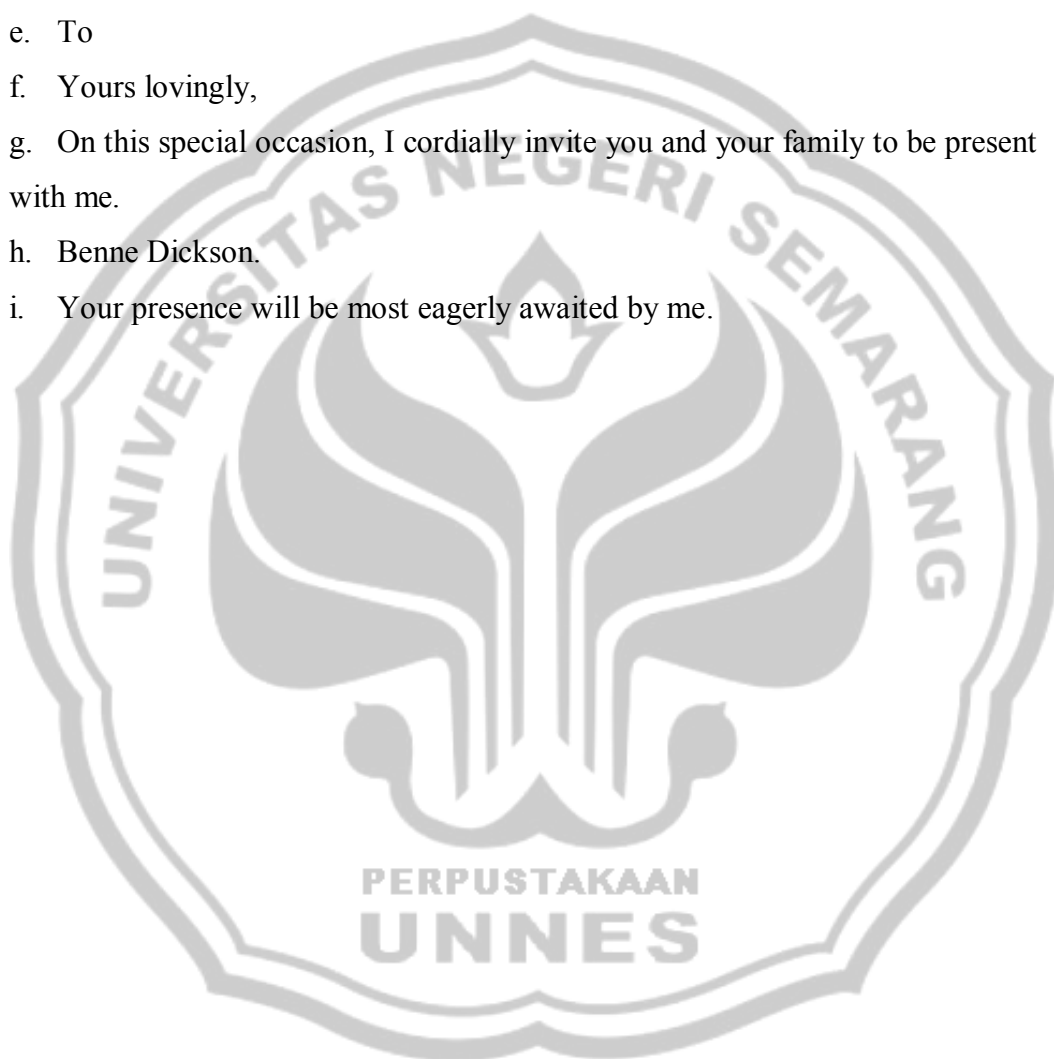 e. To
f. Yours lovingly,
g. On this special occasion, I cordially invite you and your family to be present
with me.
h. Benne Dickson.
i. Your presence will be most eagerly awaited by me.
UNIVERSITAS NEGERI SEMARANG
PERPUSTAKAAN
UNNES